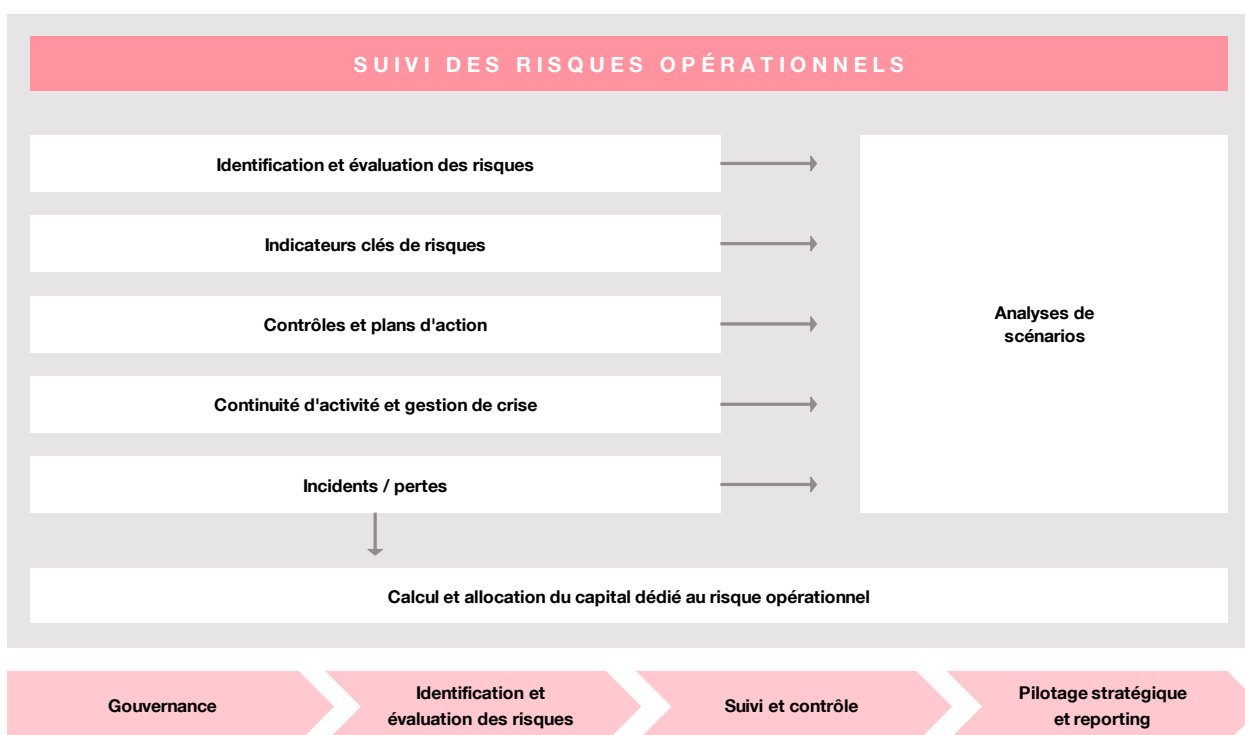 SUIVI DES RISQUES OPÉRATIONNELS
Identification et évaluation des risques
Indicateurs clés de risques
Contrôles et plans d'action
Continuité d'activité et gestion de crise
Incidents / pertes
Analyses de
scénarios
Calcul et allocation du capital dédié au risque opérationnel
Gouvernance
Identification et
évaluation des risques
Suivi et contrôle
Pilotage stratégique
et reporting